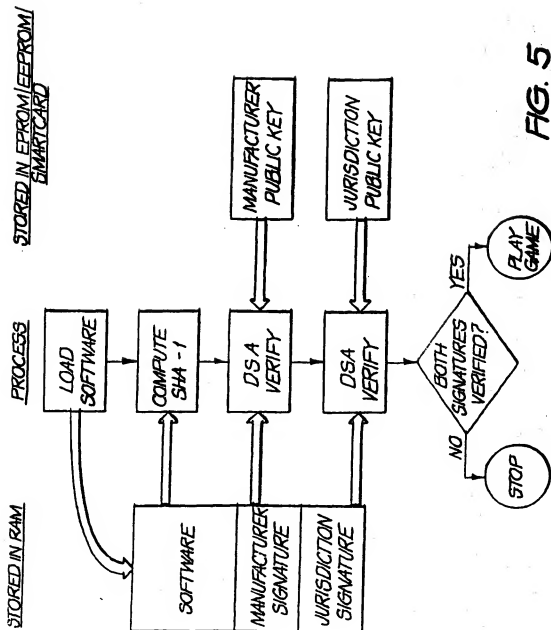 STORED IN RAM
PROCESS
STORED IN EPROM/EEPROM/
SMARTCARD
LOAD
SOFTWARE
SOFTWARE
COMPUTE
SHA-1
MANUFACTURER
SIGNATURE
DSA
VERIFY
MANUFACTURER
PUBLIC KEY
JURISDICTION
SIGNATURE
DSA
VERIFY
JURISDICTION
PUBLIC KEY
BOTH
SIGNATURES
VERIFIED?
NO
YES
STOP
PLAY
GAME
FIG. 5